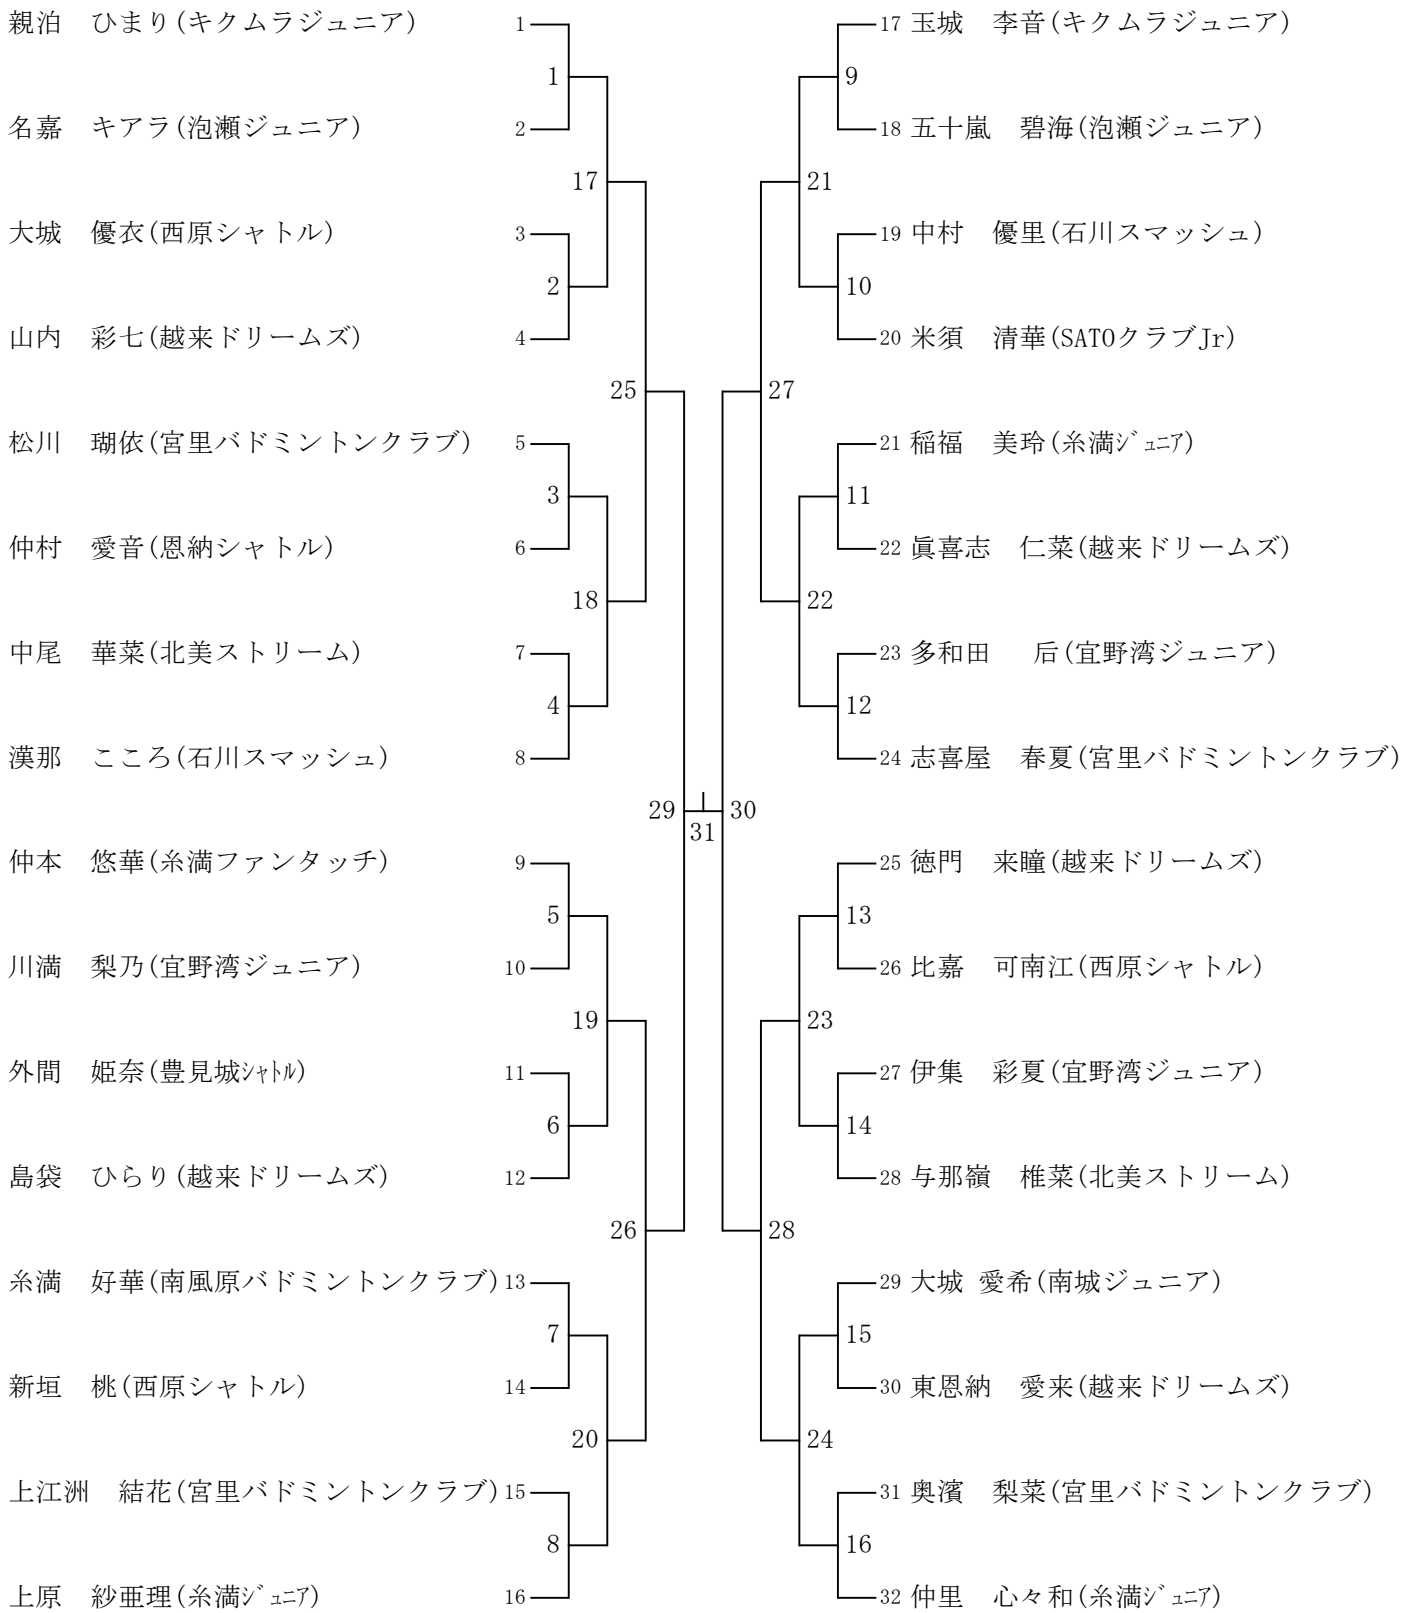 親泊　ひまり(キクムラジュニア) 1
1
名嘉　キアラ(泡瀬ジュニア) 2
17
大城　優衣(西原シャトル) 3
2
山内　彩七(越来ドリームズ) 4
25
松川　瑚依(宮里バドミントンクラブ) 5
3
仲村　愛音(恩納シャトル) 6
18
中尾　華菜(北美ストリーム) 7
4
漢那　こころ(石川スマッシュ) 8
29
仲本　悠華(糸満ファンタッチ) 9
5
川満　梨乃(宜野湾ジュニア) 10
19
外間　姫奈(豊見城ｼｬﾄﾙ) 11
6
島袋　ひらり(越来ドリームズ) 12
26
糸満　好華(南風原バドミントンクラブ) 13
7
新垣　桃(西原シャトル) 14
20
上江洲　結花(宮里バドミントンクラブ) 15
8
上原　紗亜理(糸満ｼﾞｭﾆｱ) 16
31
17 玉城　李音(キクムラジュニア)
9
18 五十嵐　碧海(泡瀬ジュニア)
21
19 中村　優里(石川スマッシュ)
10
20 米須　清華(SATOクラブJr)
27
21 稲福　美玲(糸満ｼﾞｭﾆｱ)
11
22 眞喜志　仁菜(越来ドリームズ)
22
23 多和田　后(宜野湾ジュニア)
12
24 志喜屋　春夏(宮里バドミントンクラブ)
30
25 徳門　来瞳(越来ドリームズ)
13
26 比嘉　可南江(西原シャトル)
23
27 伊集　彩夏(宜野湾ジュニア)
14
28 与那嶺　椎菜(北美ストリーム)
28
29 大城 愛希(南城ジュニア)
15
30 東恩納　愛来(越来ドリームズ)
24
31 奥濱　梨菜(宮里バドミントンクラブ)
16
32 仲里　心々和(糸満ｼﾞｭﾆｱ)